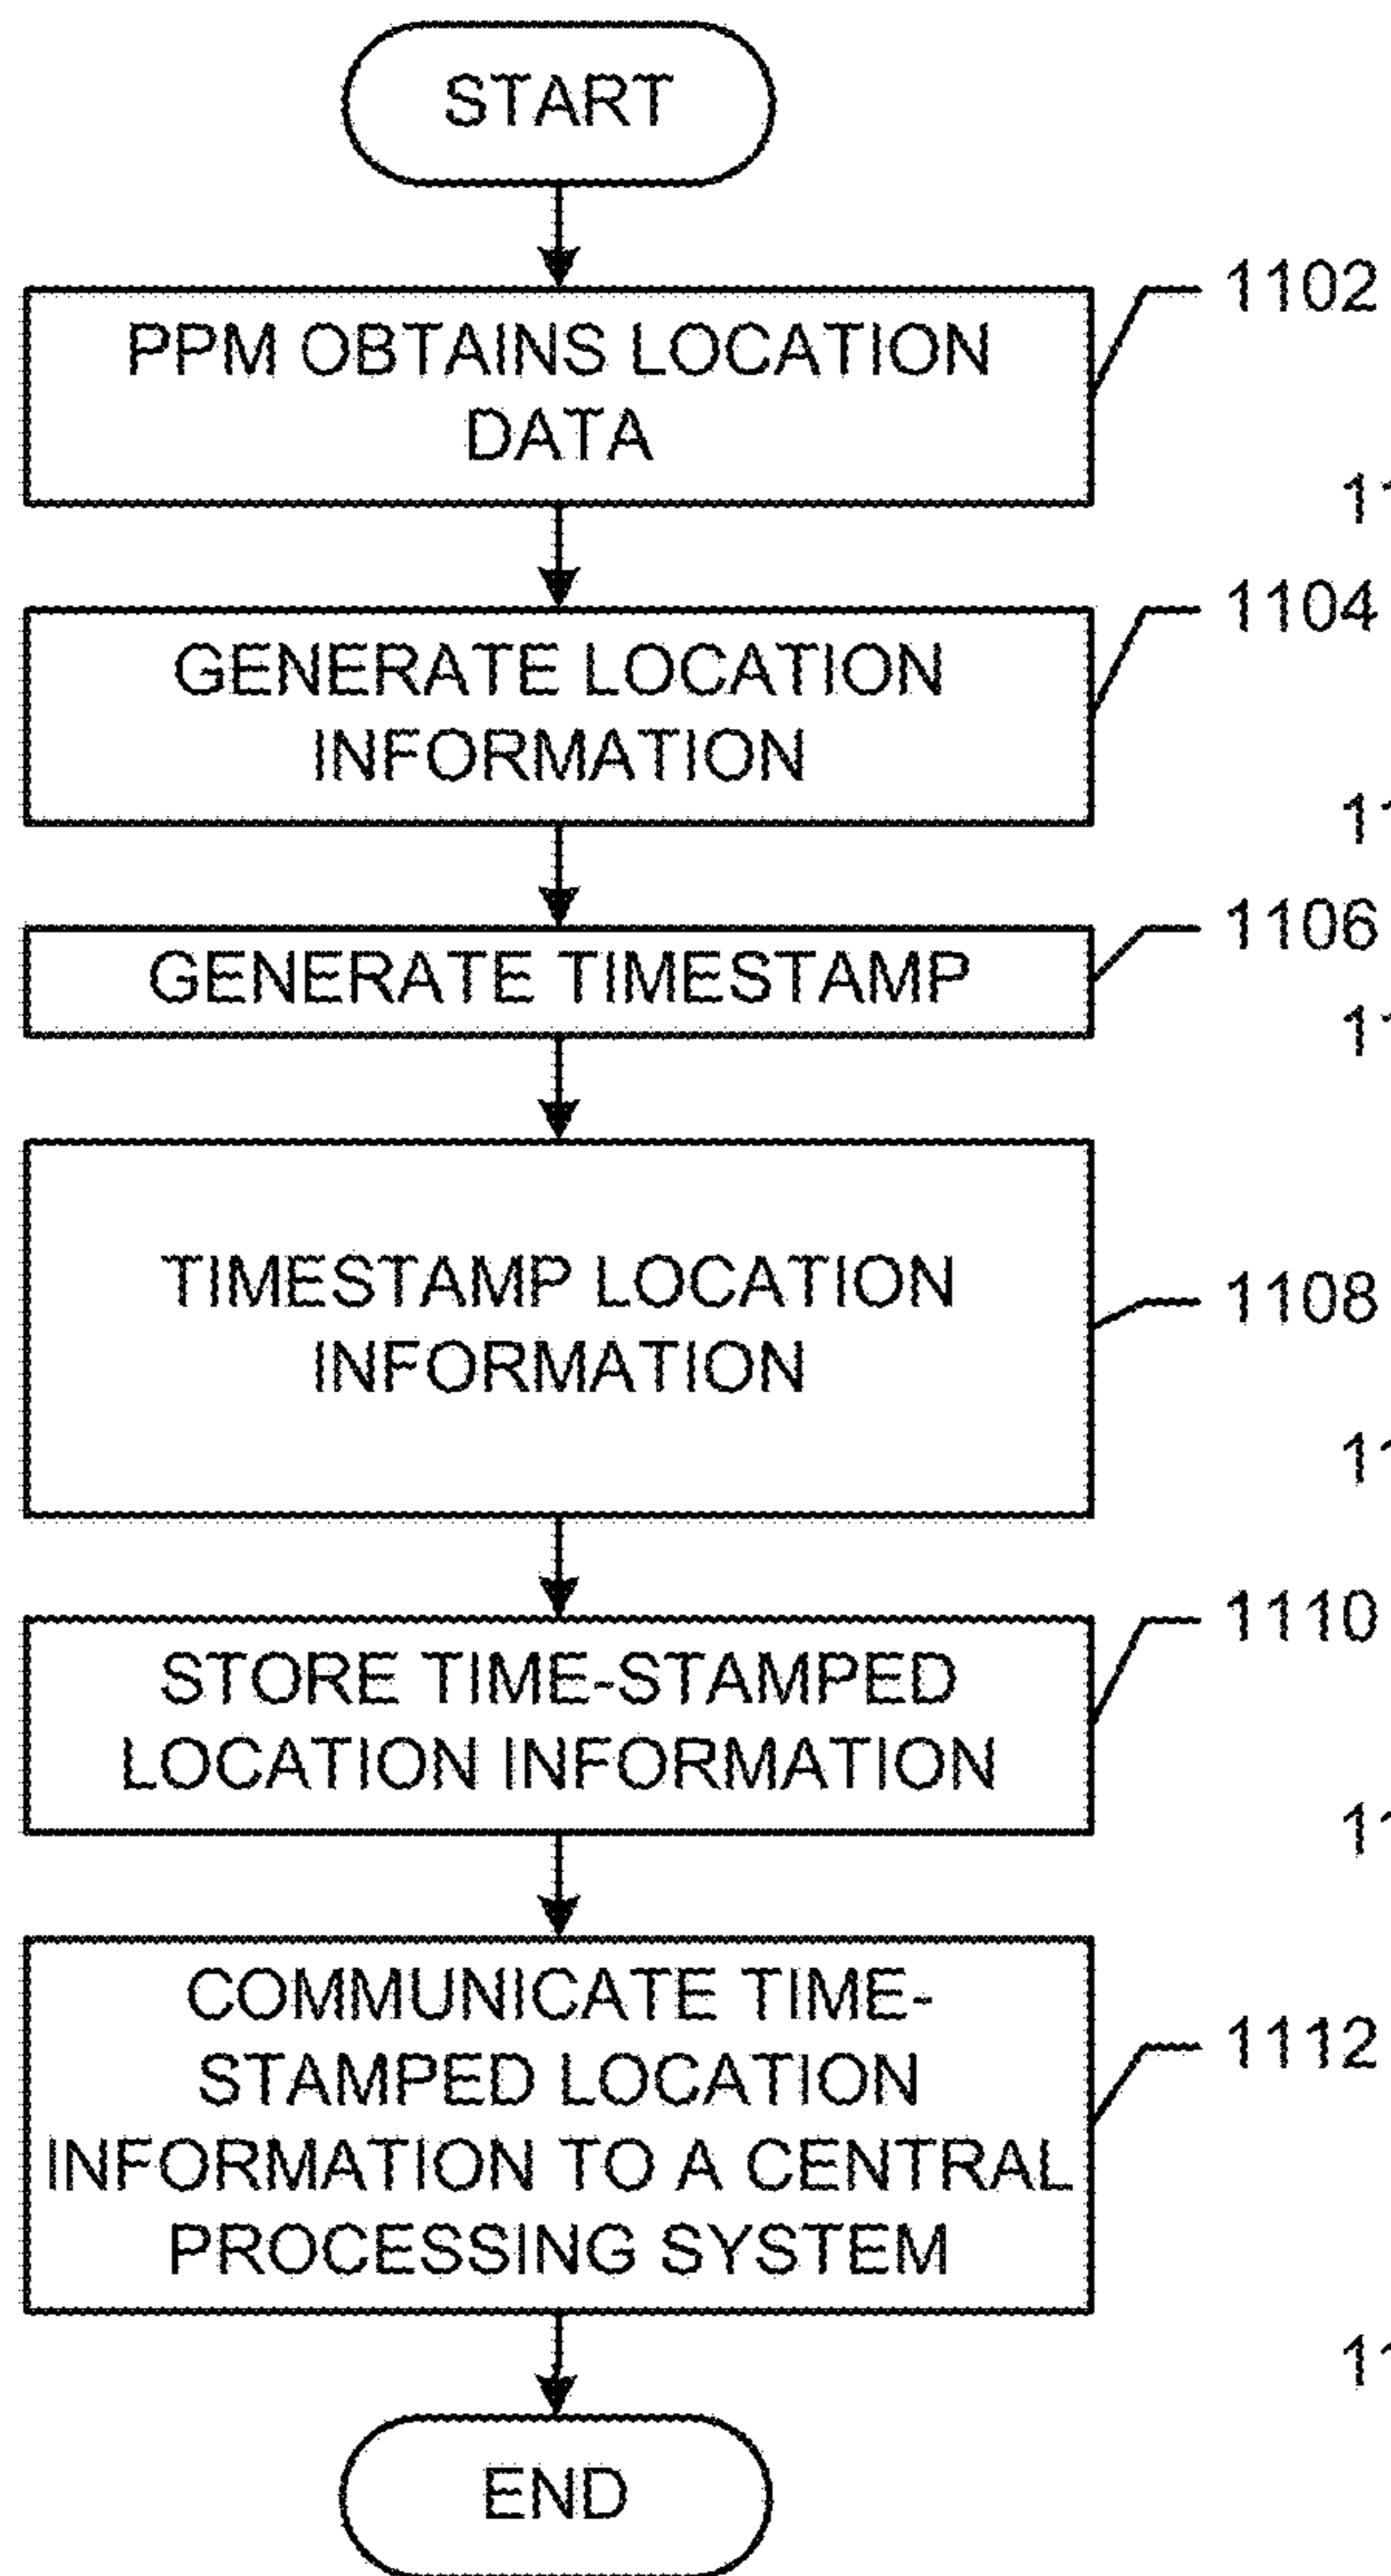 START
PPM OBTAINS LOCATION
DATA
1102
GENERATE LOCATION
INFORMATION
1104
GENERATE TIMESTAMP
1106
TIMESTAMP LOCATION
INFORMATION
1108
STORE TIME-STAMPED
LOCATION INFORMATION
1110
COMMUNICATE TIME-
STAMPED LOCATION
INFORMATION TO A CENTRAL
PROCESSING SYSTEM
1112
END